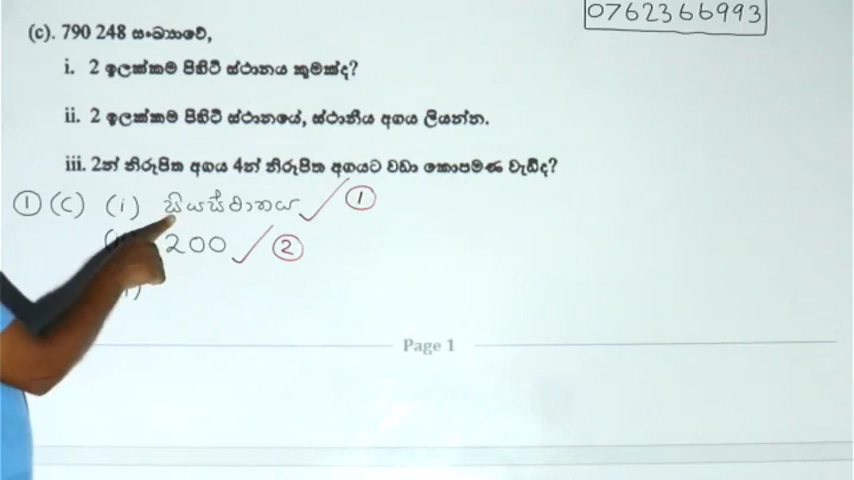 0762366993
(c). 790 248 සංඛ්‍යාවේ,
i. 2 ඉලක්කම පිහිටි ස්ථානය කුමක්ද?
ii. 2 ඉලක්කම පිහිටි ස්ථානයේ, ස්ථානීය අගය ලියන්න.
iii. 2න් නිරූපිත අගය 4න් නිරූපිත අගයට වඩා කොපමණ වැඩිද?
① (C) (i) සියස්ථානය ①
200 ②
Page 1